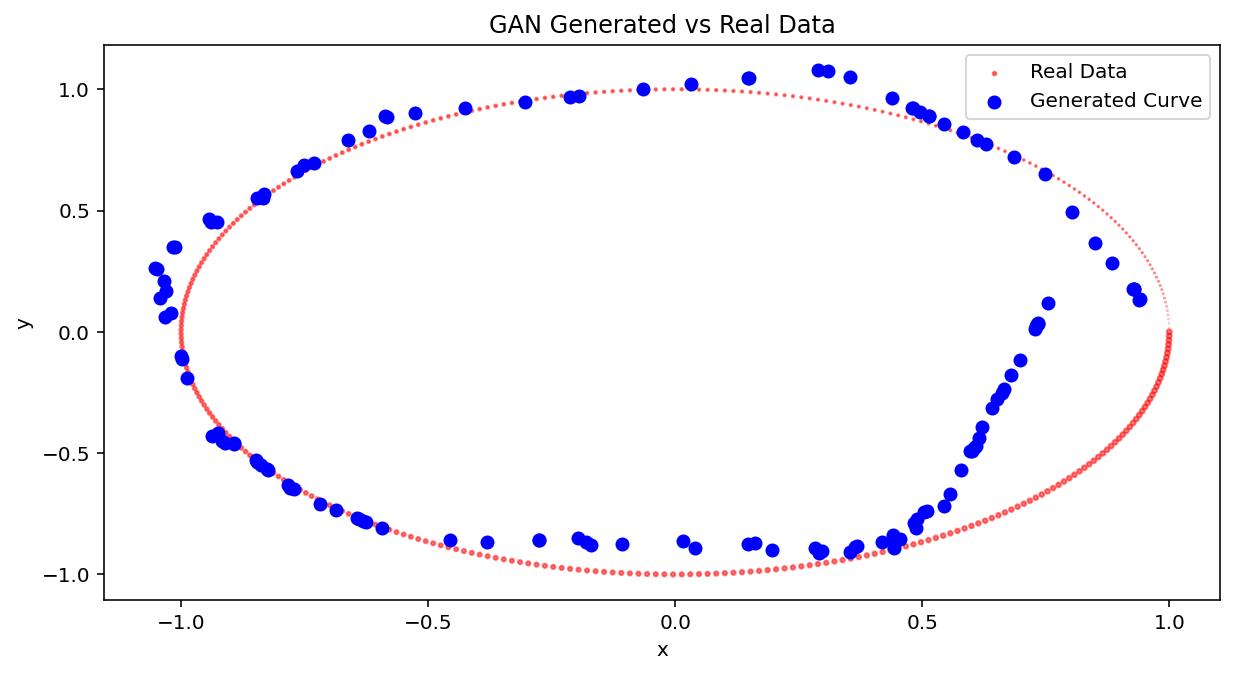 GAN Generated vs Real Data
Real Data
Generated Curve
1.0
0.5
0.0
−0.5
−1.0
y
−1.0 −0.5 0.0 0.5 1.0
x